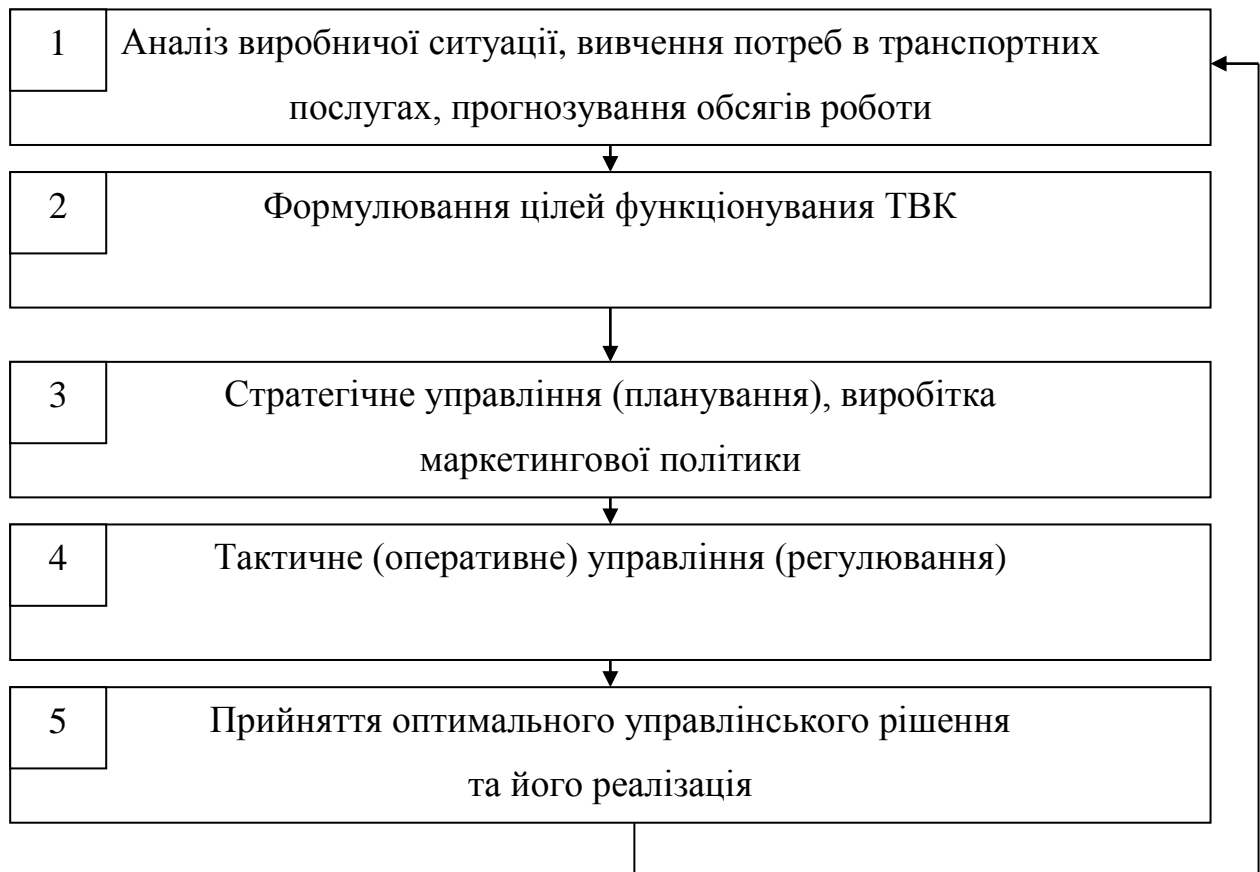 1
Аналіз виробничої ситуації, вивчення потреб в транспортних
послугах, прогнозування обсягів роботи
2
Формулювання цілей функціонуваия ТВК
3
Стратегічне управління (планування), виробітка
маркетингової політики
4
Тактичне (оперативне) управління (регулювання)
5
Прийняття оптимального управлінського рішення
та його реалізація